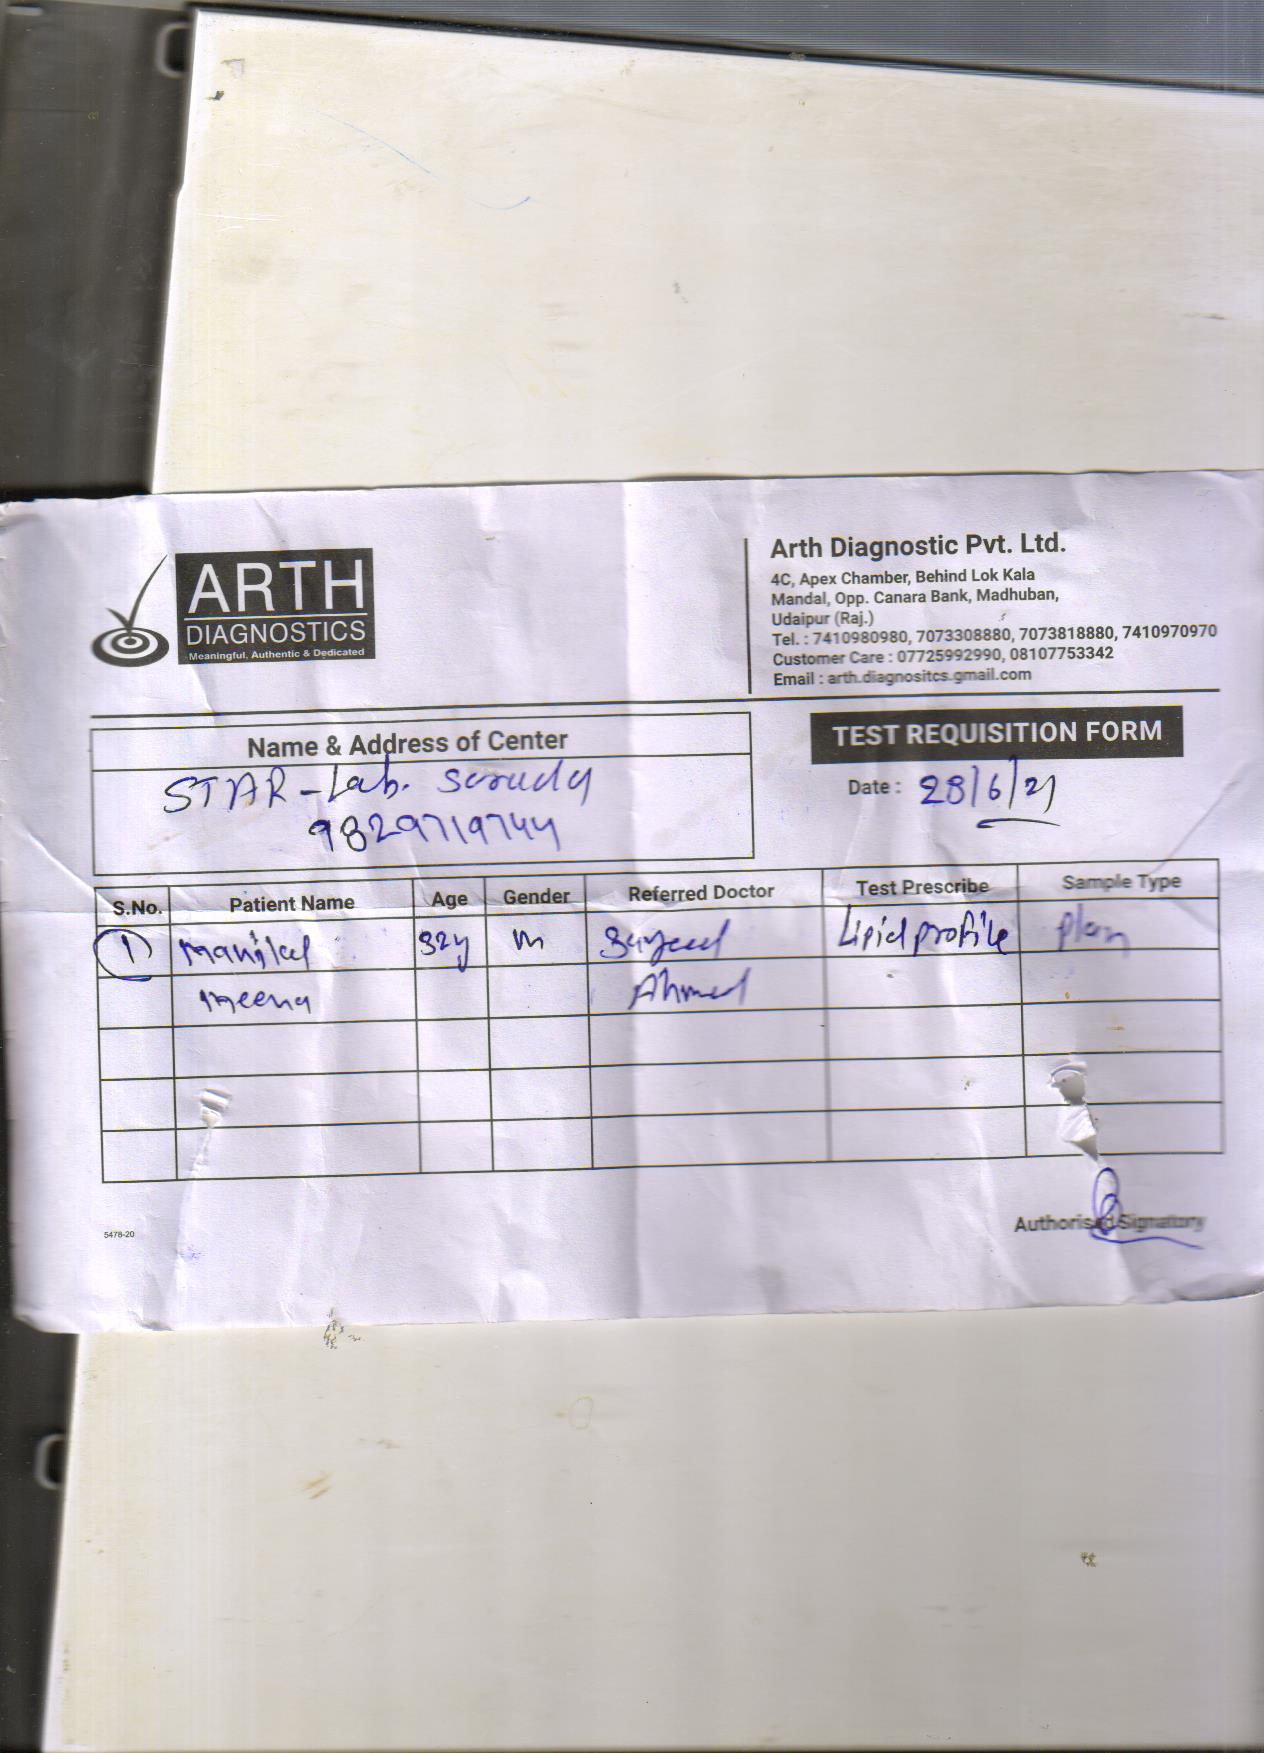 ARTH
DIAGNOSTICS
Meaningful, Authentic & Dedicated
Arth Diagnostic Pvt. Ltd.
4C, Apex Chamber, Behind Lok Kala
Mandal, Opp. Canara Bank, Madhuban,
Udaipur (Raj.)
Tel. : 7410980980, 7073308880, 7073818880, 7410970970
Customer Care : 07725992990, 08107753342
Email : arth.diagnositcs.gmail.com
Name & Address of Center
STAR-Lab.
9829719744
TEST REQUISITION FORM
Date : 28/6/21
S.No. Patient Name Age Gender Referred Doctor Test Prescribe Sample Type
1 Manilal 32y M Lipid profile
meena Ahmed
5478-20
Authorised Signatory